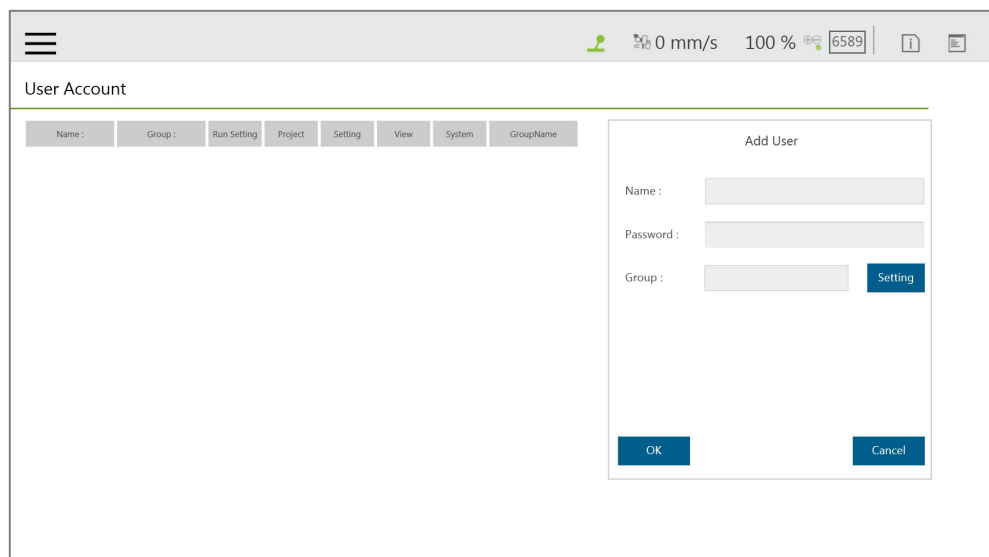 0 mm/s 100 % 6589
User Account
Name : Group : Run Setting Project Setting View System GroupName
Add User
Name :
Password :
Group : Setting
OK Cancel